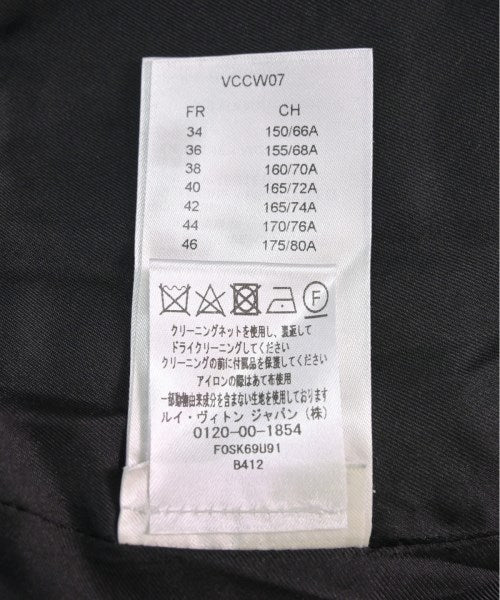 VCCW07
FR CH
34 150/66A
36 155/68A
38 160/70A
40 165/72A
42 165/74A
44 170/76A
46 175/80A
F
クリーニングネットを使用し、裏返して
ドライクリーニングしてください
クリーニングの前に付属品を保護してください
アイロンの際はあて布使用
一部動物由来成分を含まない生地を使用しております
ルイ・ヴィトン ジャパン (株)
0120-00-1854
FOSK69U91
B412